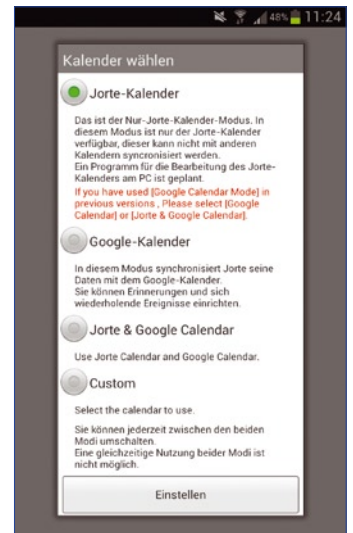 48% 11:24
Kalender wählen
Jorte-Kalender
Das ist der Nur-Jorte-Kalender-Modus. In
diesem Modus ist nur der Jorte-Kalender
verfügbar, dieser kann nicht mit anderen
Kalendern syncronisiert werden.
Ein Programm für die Bearbeitung des Jorte-
Kalenders am PC ist geplant.
If you have used [Google Calendar Mode] in
previous versions , Please select [Google
Calendar] or [Jorte & Google Calendar].
Google-Kalender
In diesem Modus synchronisiert Jorte seine
Daten mit dem Google-Kalender.
Sie können Erinnerungen und sich
wiederholende Ereignisse einrichten.
Jorte & Google Calendar
Use Jorte Calendar and Google Calendar.
Custom
Select the calendar to use.
Sie können jederzeit zwischen den beiden
Modi umschalten.
Eine gleichzeitige Nutzung beider Modi ist
nicht möglich.
Einstellen